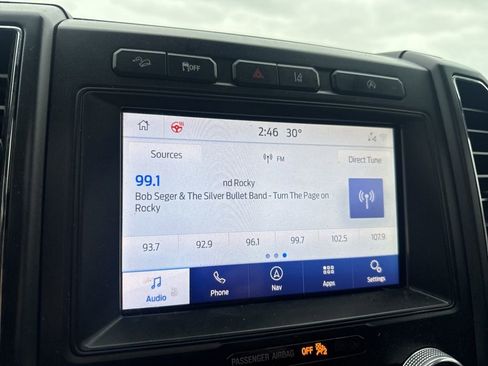 OFF
2:46 30°
Sources FM Direct Tune
99.1 nd Rocky
Bob Seger & The Silver Bullet Band - Turn The Page on
Rocky
93.7 92.9 96.1 99.7 102.5 107.9
Audio Phone Nav Apps Settings
PASSENGER AIRBAG OFF